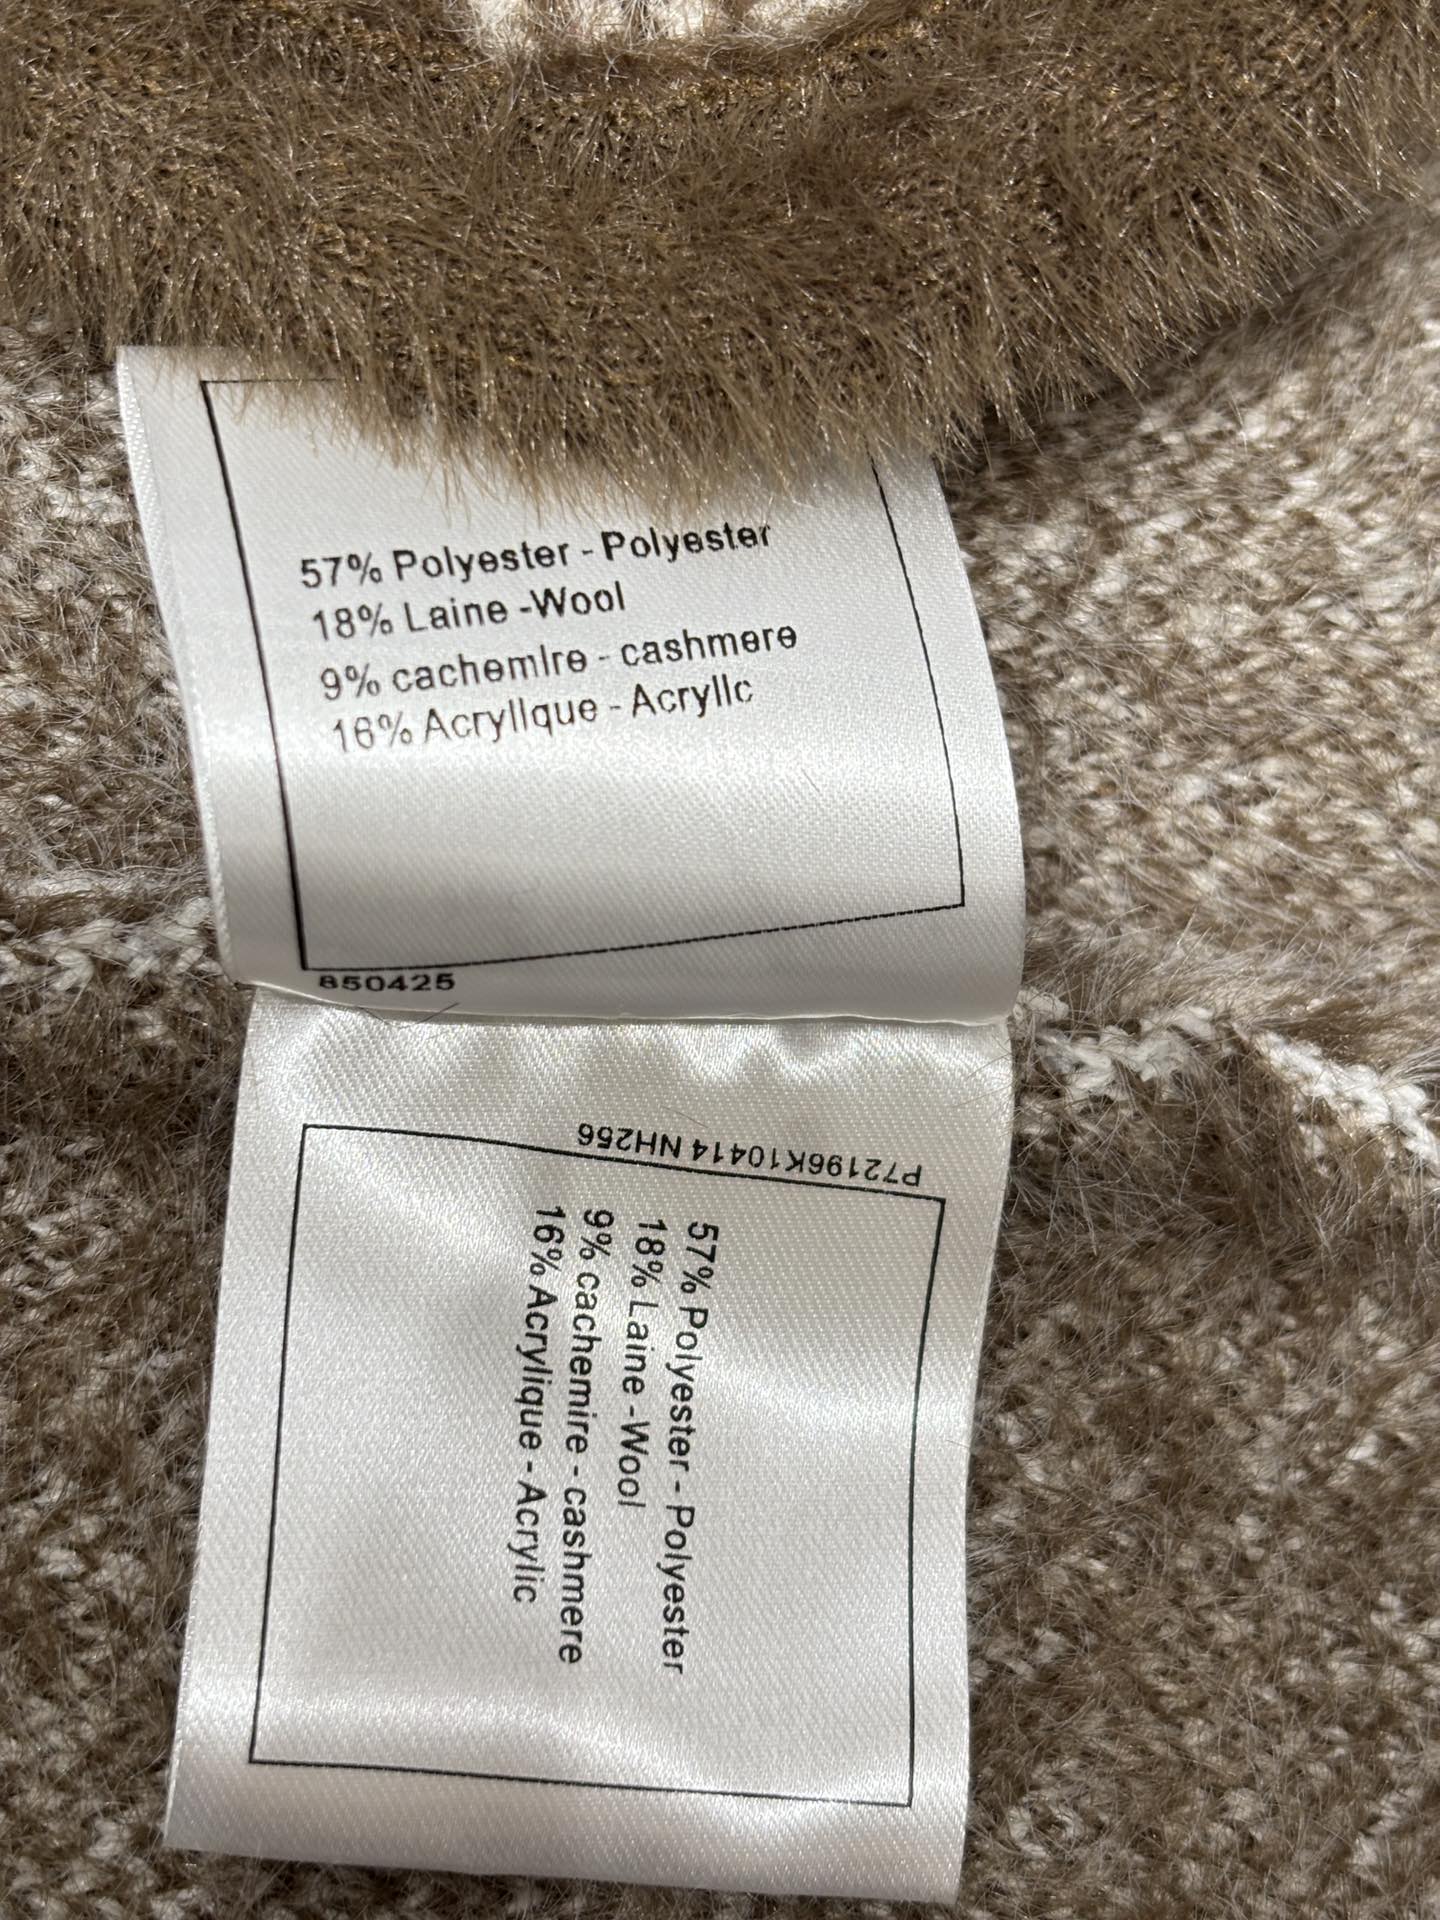 57% Polyester - Polyester
18% Laine -Wool
9% cachemire - cashmere
16% Acrylique - Acrylic
850425
P72196K10414 NH256
57% Polyester - Polyester
18% Laine -Wool
9% cachemire - cashmere
16% Acrylique - Acrylic